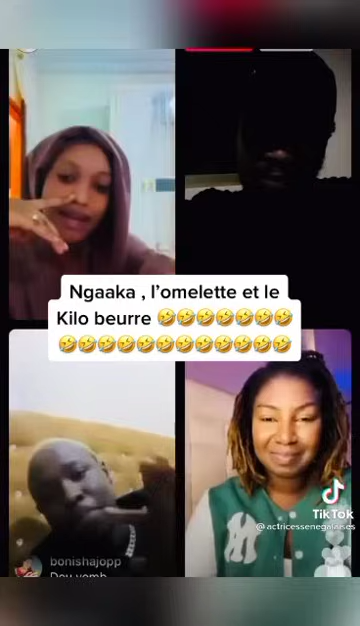 Ngaaka , l’omelette et le
Kilo beurre 🤣🤣🤣🤣🤣🤣🤣
🤣🤣🤣🤣🤣🤣🤣🤣🤣🤣🤣🤣
TikTok
@actricessenegalaises
bonishajopp